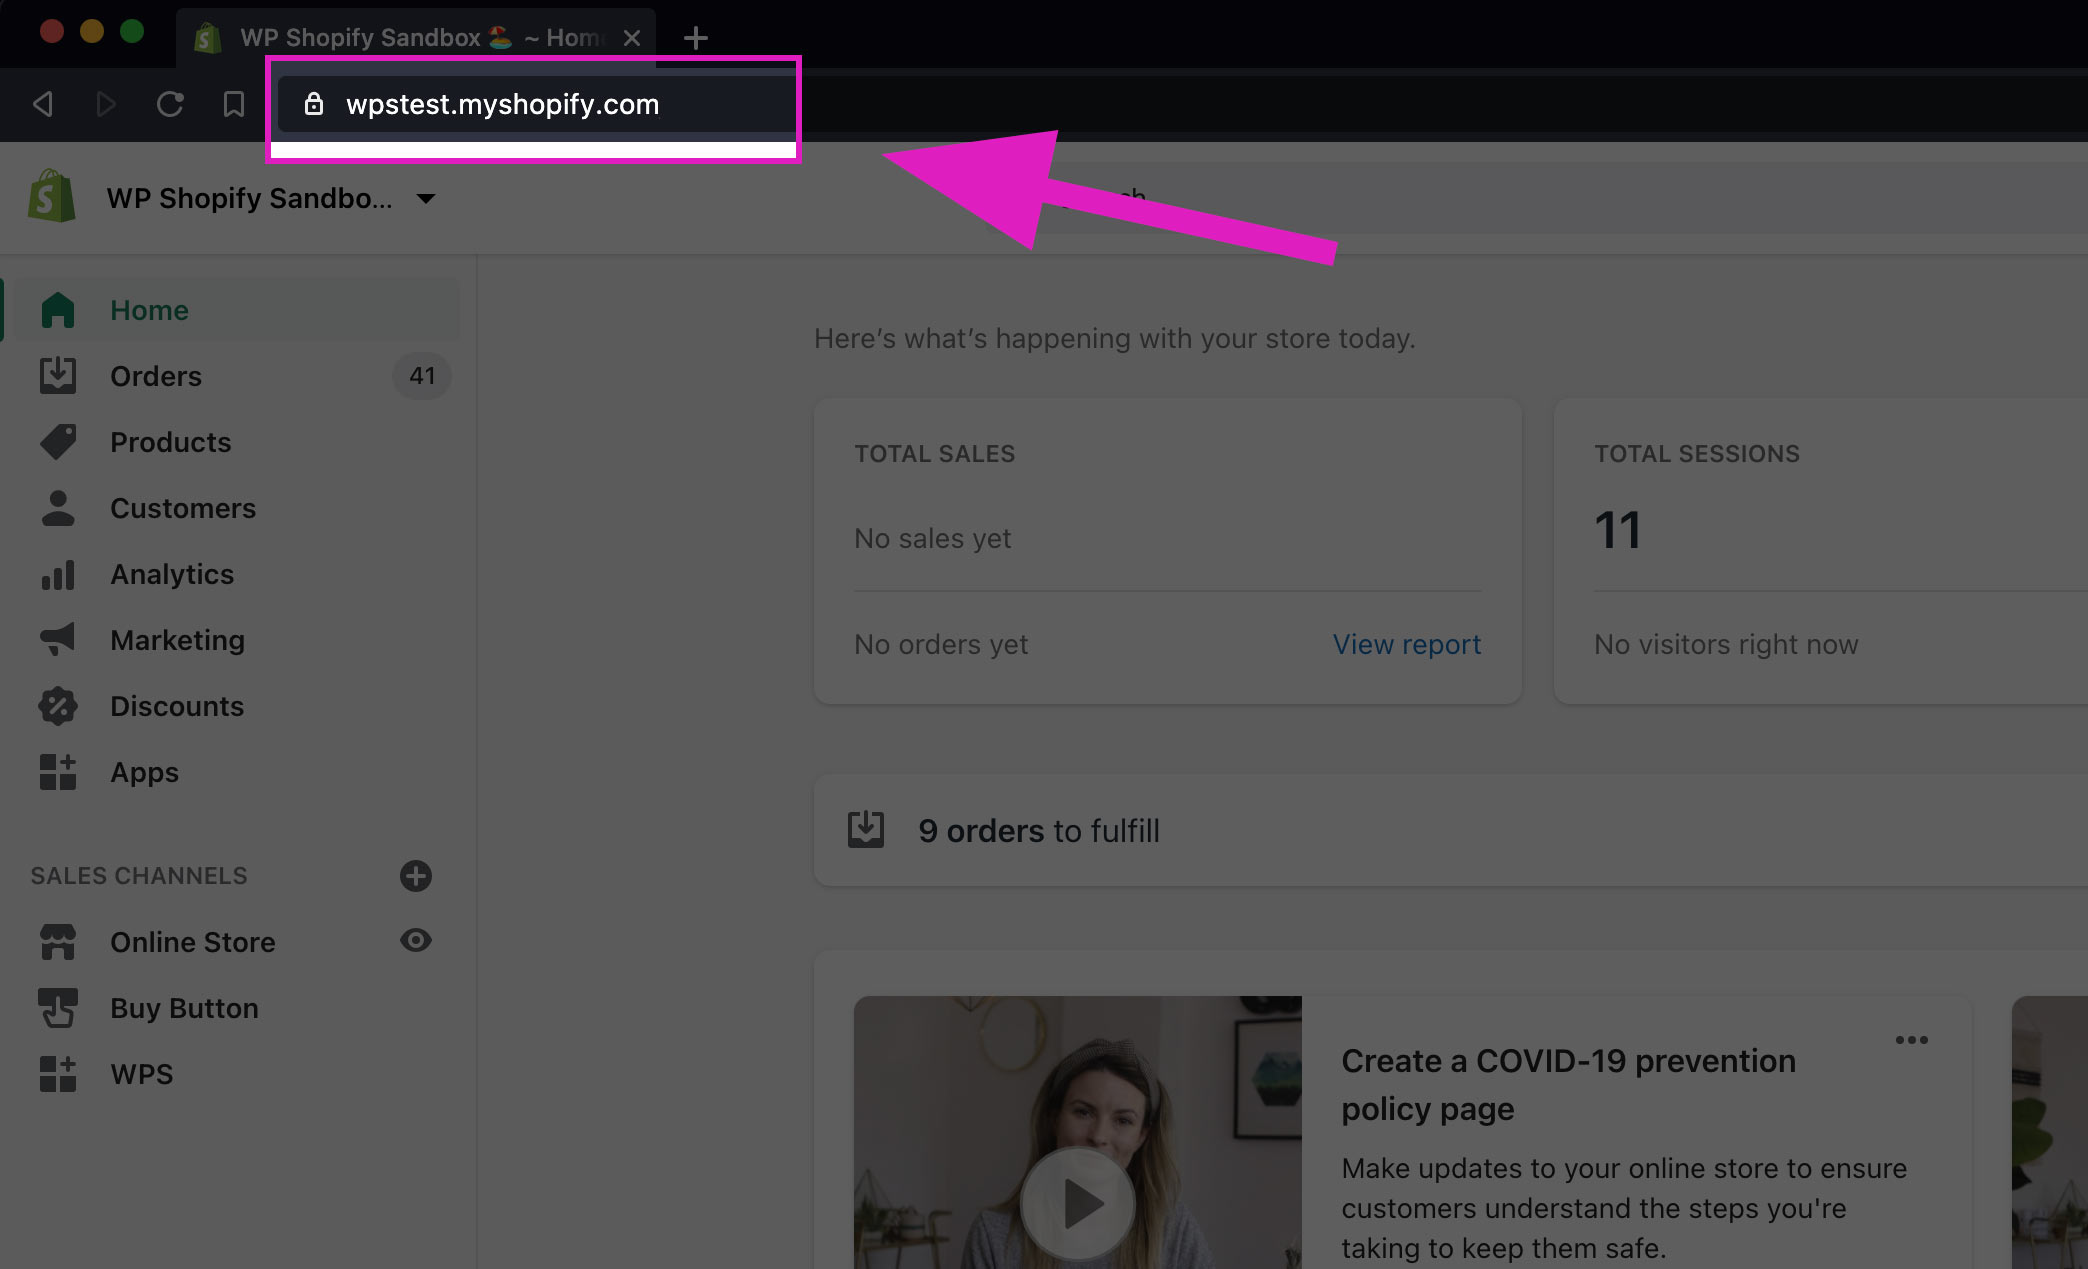 WP Shopify Sandbox 🏖️ ~ Hom
wpstest.myshopify.com
WP Shopify Sandbo...
Home
Orders
41
Products
Customers
Analytics
Marketing
Discounts
Apps
SALES CHANNELS
Online Store
Buy Button
WPS
Here’s what’s happening with your store today.
TOTAL SALES
No sales yet
No orders yet
View report
TOTAL SESSIONS
11
No visitors right now
9 orders to fulfill
Create a COVID-19 prevention
policy page
Make updates to your online store to ensure
customers understand the steps you're
taking to keep them safe.